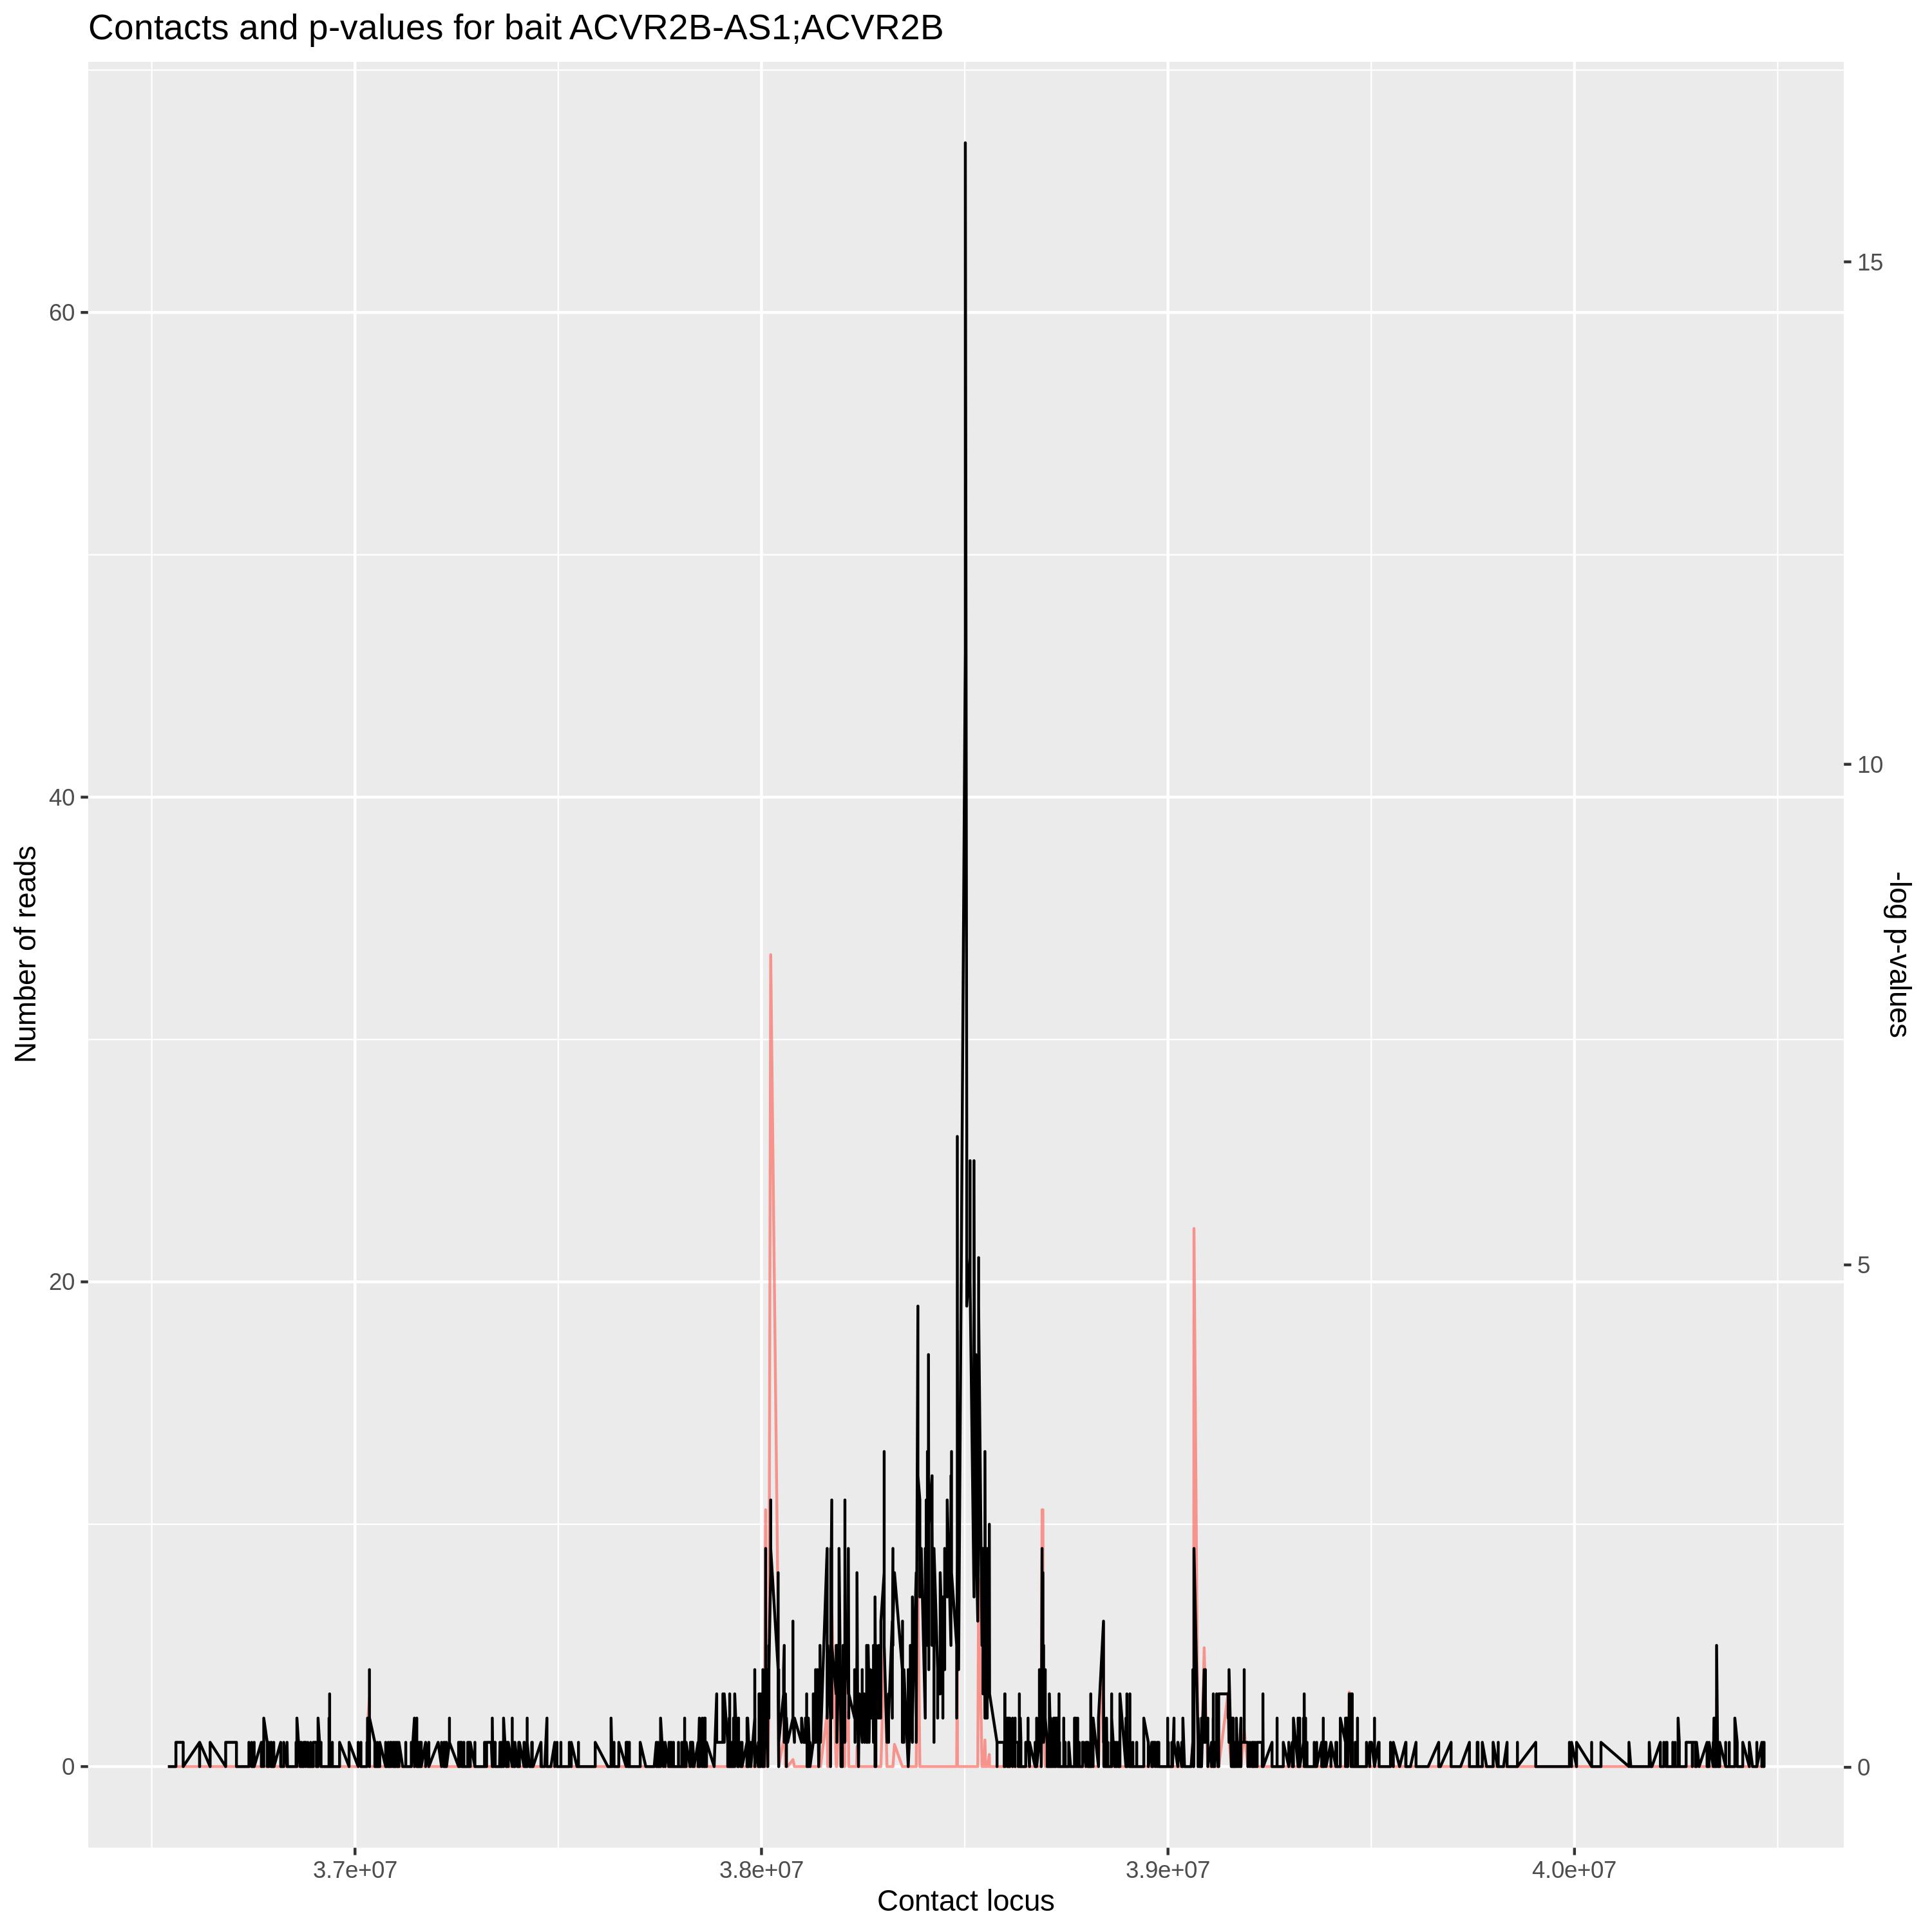 Contacts and p-values for bait ACVR2B-AS1;ACVR2B
Number of reads
60
40
20
0
15
10
5
0
-log p-values
3.7e+07
3.8e+07
3.9e+07
4.0e+07
Contact locus